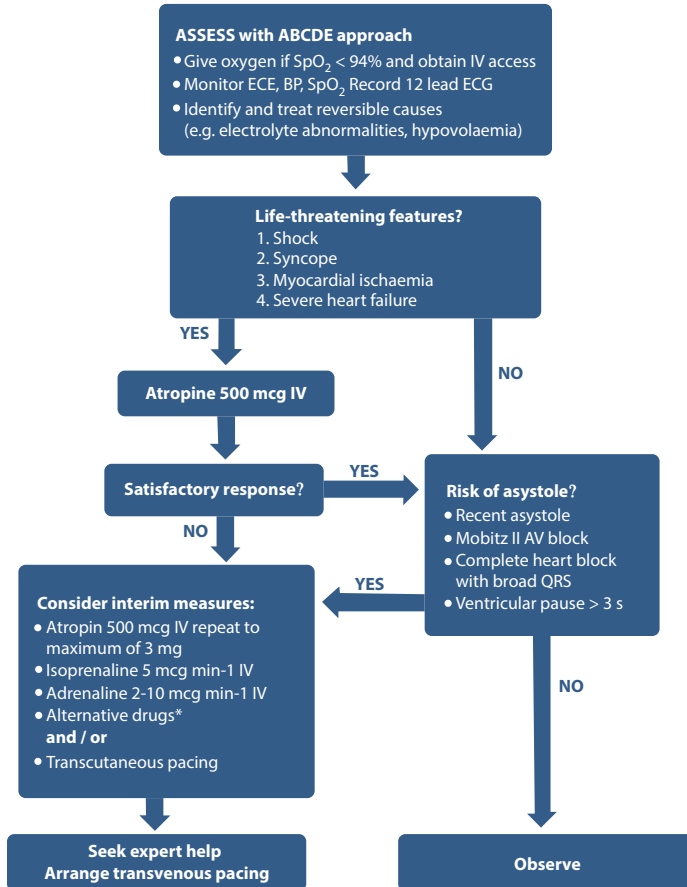 ASSESS with ABCDE approach
• Give oxygen if SpO₂ < 94% and obtain IV access
• Monitor ECE, BP, SpO₂ Record 12 lead ECG
• Identify and treat reversible causes
(e.g. electrolyte abnormalities, hypovolaemia)
Life-threatening features?
1. Shock
2. Syncope
3. Myocardial ischaemia
4. Severe heart failure
YES
NO
Atropine 500 mcg IV
Satisfactory response?
YES
NO
Risk of asystole?
• Recent asystole
• Mobitz II AV block
• Complete heart block
with broad QRS
• Ventricular pause > 3 s
YES
NO
Consider interim measures:
• Atropin 500 mcg IV repeat to
maximum of 3 mg
• Isoprenaline 5 mcg min-1 IV
• Adrenaline 2-10 mcg min-1 IV
• Alternative drugs*
and / or
• Transcutaneous pacing
Seek expert help
Arrange transvenous pacing
Observe